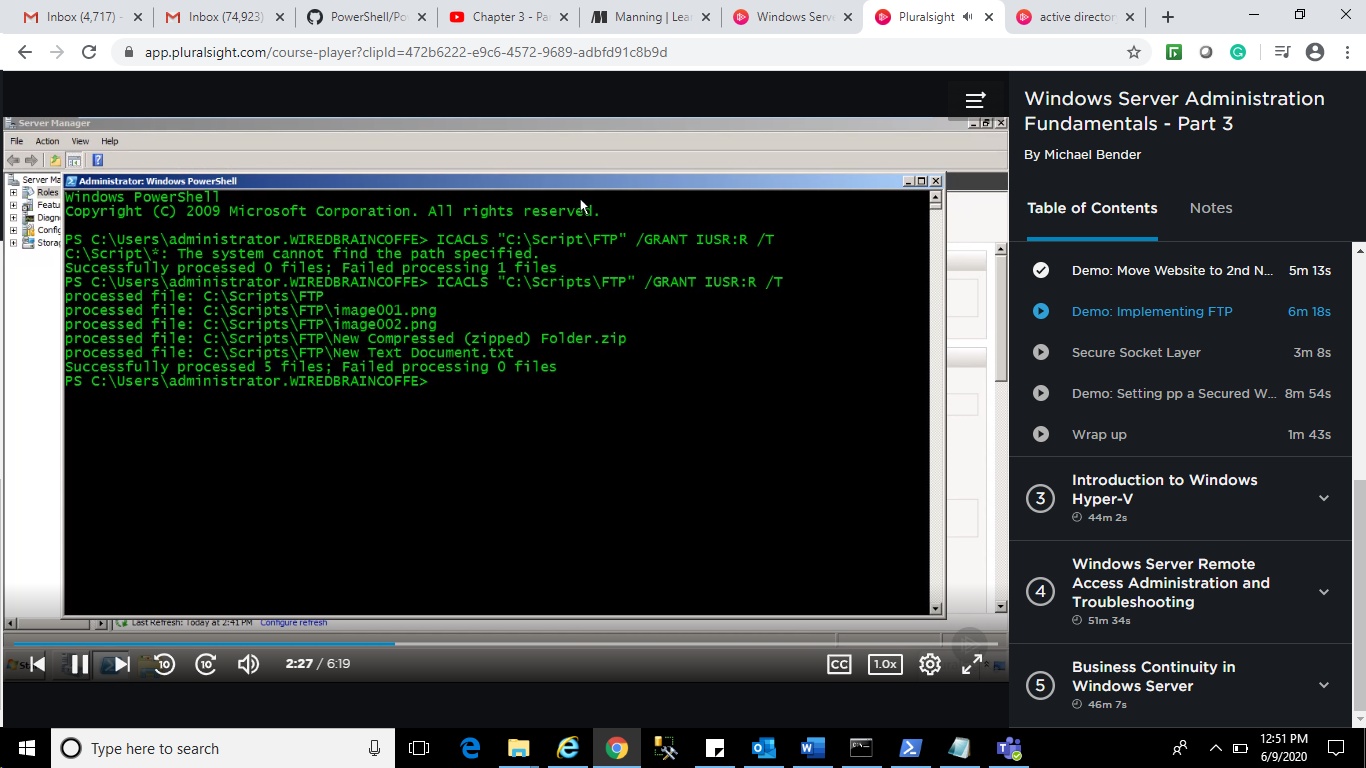 Inbox (4,717) -
Inbox (74,923)
PowerShell/Po
Chapter 3 - Pa
Manning | Lea
Windows Serv
Pluralsight
active director
app.pluralsight.com/course-player?clipId=472b6222-e9c6-4572-9689-adbfd91c8b9d
Server Manager
File Action View Help
Server Ma
Roles
Featu
Diagn
Config
Storag
Administrator: Windows PowerShell
Windows PowerShell
Copyright (C) 2009 Microsoft Corporation. All rights reserved.
PS C:\Users\administrator.WIREDBRAINCOFFE> ICACLS "C:\Script\FTP" /GRANT IUSR:R /T
C:\Script\*: The system cannot find the path specified.
Successfully processed 0 files; Failed processing 1 files
PS C:\Users\administrator.WIREDBRAINCOFFE> ICACLS "C:\Scripts\FTP" /GRANT IUSR:R /T
processed file: C:\Scripts\FTP
processed file: C:\Scripts\FTP\image001.png
processed file: C:\Scripts\FTP\image002.png
processed file: C:\Scripts\FTP\New Compressed (zipped) Folder.zip
processed file: C:\Scripts\FTP\New Text Document.txt
Successfully processed 5 files; Failed processing 0 files
PS C:\Users\administrator.WIREDBRAINCOFFE>
Last Refresh: Today at 2:41 PM Configure refresh
10
10
2:27 / 6:19
CC
1.0x
Windows Server Administration
Fundamentals - Part 3
By Michael Bender
Table of Contents
Notes
Demo: Move Website to 2nd N... 5m 13s
Demo: Implementing FTP 6m 18s
Secure Socket Layer 3m 8s
Demo: Setting pp a Secured W... 8m 54s
Wrap up 1m 43s
3
Introduction to Windows
Hyper-V
44m 2s
4
Windows Server Remote
Access Administration and
Troubleshooting
51m 34s
5
Business Continuity in
Windows Server
46m 7s
Type here to search
12:51 PM
6/9/2020